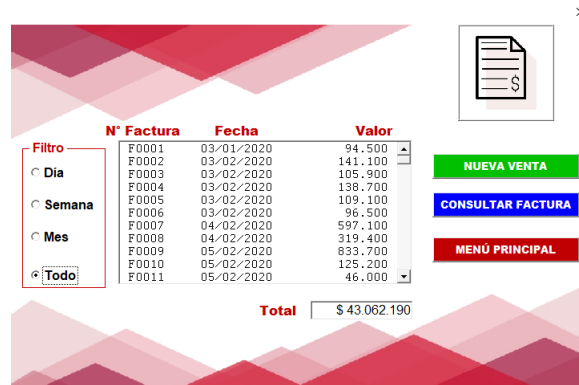 $
N° Factura Fecha Valor
Filtro
Día
Semana
Mes
Todo
F0001 03/01/2020 94.500
F0002 03/02/2020 141.100
F0003 03/02/2020 105.900
F0004 03/02/2020 138.700
F0005 03/02/2020 109.100
F0006 03/02/2020 96.500
F0007 04/02/2020 597.100
F0008 04/02/2020 319.400
F0009 05/02/2020 833.700
F0010 05/02/2020 125.200
F0011 05/02/2020 46.000
NUEVA VENTA
CONSULTAR FACTURA
MENÚ PRINCIPAL
Total $ 43.062.190